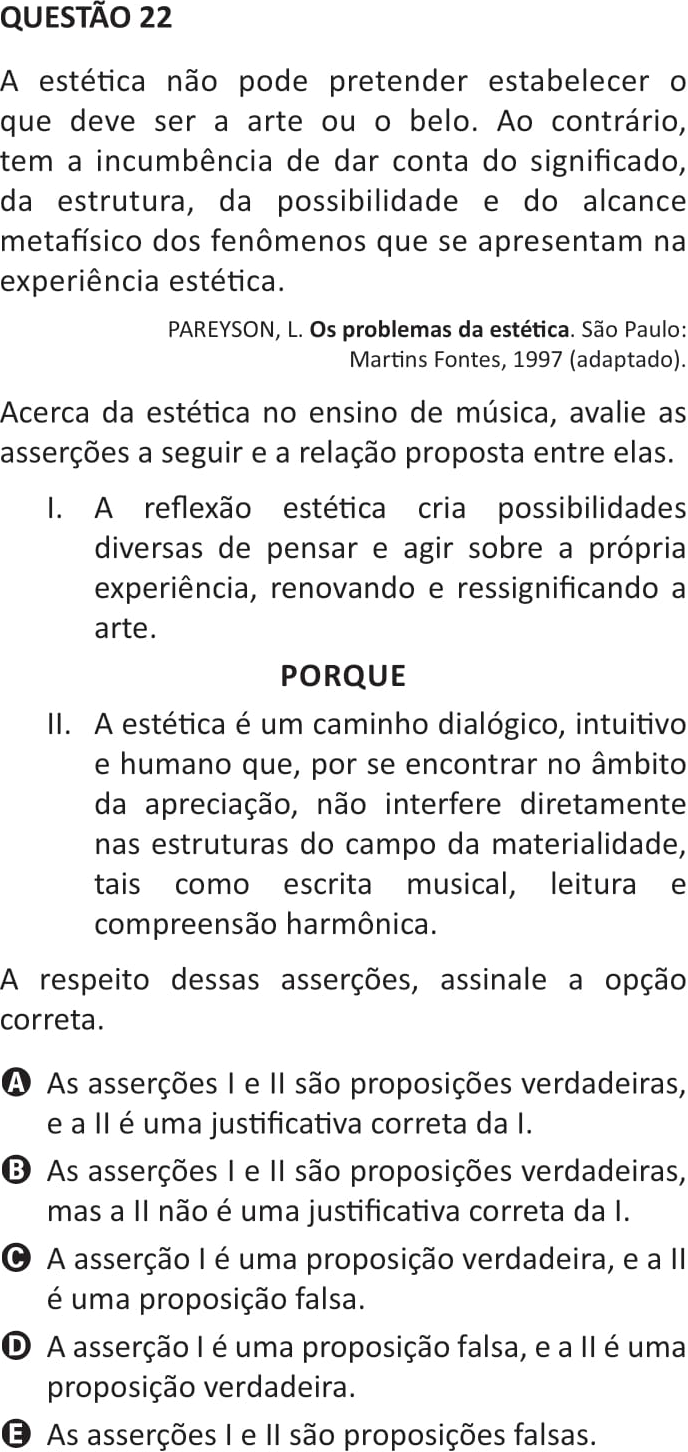 QUESTÃO 22
A estética não pode pretender estabelecer o
que deve ser a arte ou o belo. Ao contrário,
tem a incumbência de dar conta do significado,
da estrutura, da possibilidade e do alcance
metafísico dos fenômenos que se apresentam na
experiência estética.
PAREYSON, L. Os problemas da estética. São Paulo:
Martins Fontes, 1997 (adaptado).
Acerca da estética no ensino de música, avalie as
asserções a seguir e a relação proposta entre elas.
I. A reflexão estética cria possibilidades
diversas de pensar e agir sobre a própria
experiência, renovando e ressignificando a
arte.
PORQUE
II. A estética é um caminho dialógico, intuitivo
e humano que, por se encontrar no âmbito
da apreciação, não interfere diretamente
nas estruturas do campo da materialidade,
tais como escrita musical, leitura e
compreensão harmônica.
A respeito dessas asserções, assinale a opção
correta.
A As asserções I e II são proposições verdadeiras,
e a II é uma justificativa correta da I.
B As asserções I e II são proposições verdadeiras,
mas a II não é uma justificativa correta da I.
C A asserção I é uma proposição verdadeira, e a II
é uma proposição falsa.
D A asserção I é uma proposição falsa, e a II é uma
proposição verdadeira.
E As asserções I e II são proposições falsas.